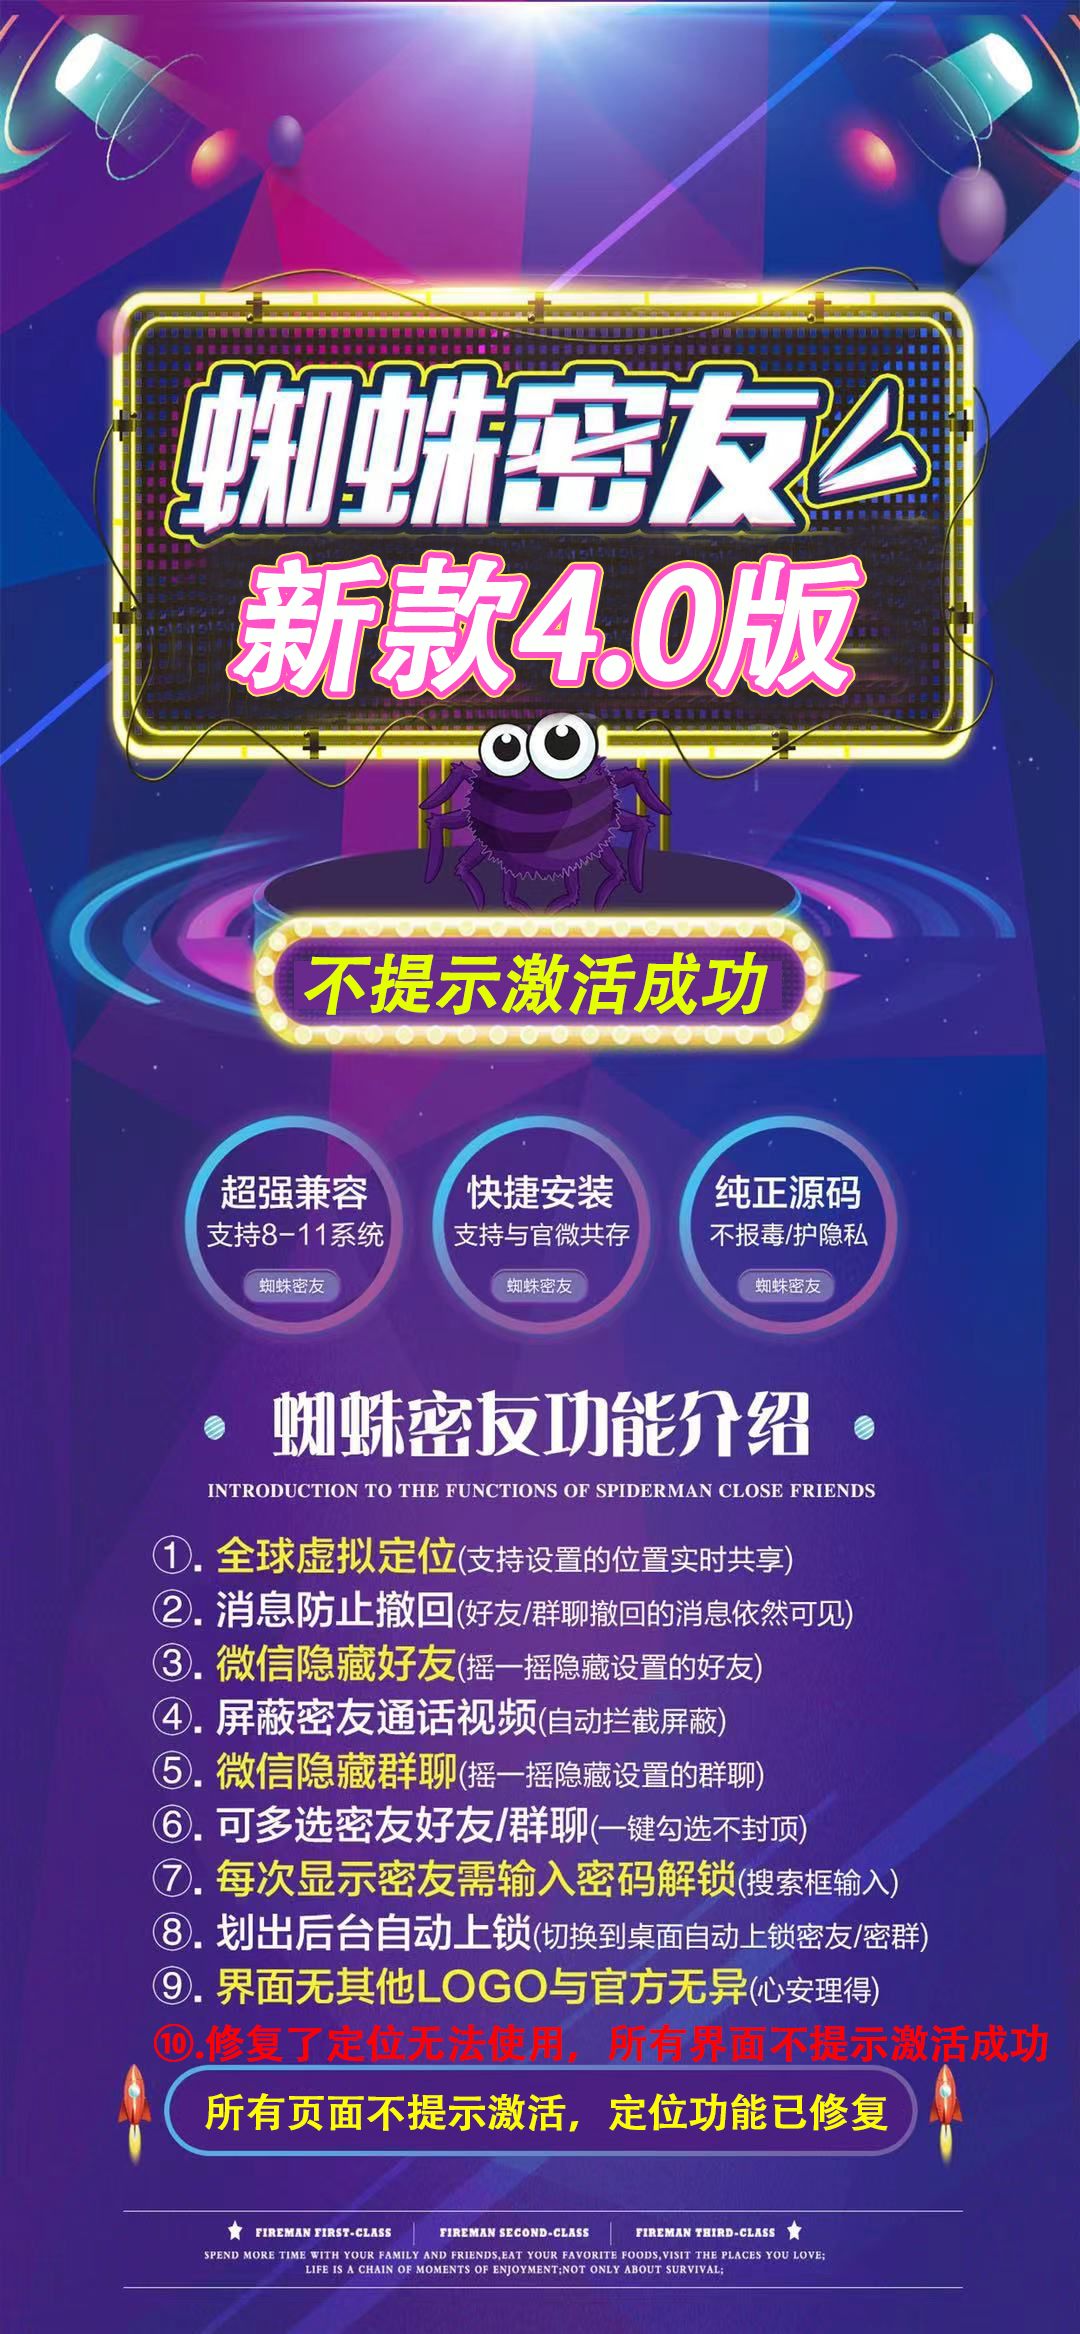 蜘蛛密友
新款4.0版
不提示激活成功
超强兼容
支持8-11系统
蜘蛛密友
快捷安装
支持与官微共存
蜘蛛密友
纯正源码
不报毒/护隐私
蜘蛛密友
蜘蛛密友功能介绍
INTRODUCTION TO THE FUNCTIONS OF SPIDERMAN CLOSE FRIENDS
①. 全球虚拟定位(支持设置的位置实时共享)
②. 消息防止撤回(好友/群聊撤回的消息依然可见)
③. 微信隐藏好友(摇一摇隐藏设置的好友)
④. 屏蔽密友通话视频(自动拦截屏蔽)
⑤. 微信隐藏群聊(摇一摇隐藏设置的群聊)
⑥. 可多选密友好友/群聊(一键勾选不封顶)
⑦. 每次显示密友需输入密码解锁(搜索框输入)
⑧. 划出后台自动上锁(切换到桌面自动上锁密友/密群)
⑨. 界面无其他LOGO与官方无异(心安理得)
⑩.修复了定位无法使用，所有界面不提示激活成功
所有页面不提示激活，定位功能已修复
FIREMAN FIRST-CLASS
FIREMAN SECOND-CLASS
FIREMAN THIRD-CLASS
SPEND MORE TIME WITH YOUR FAMILY AND FRIENDS,EAT YOUR FAVORITE FOODS,VISIT THE PLACES YOU LOVE;
LIFE IS A CHAIN OF MOMENTS OF ENJOYMENT;NOT ONLY ABOUT SURVIVAL;